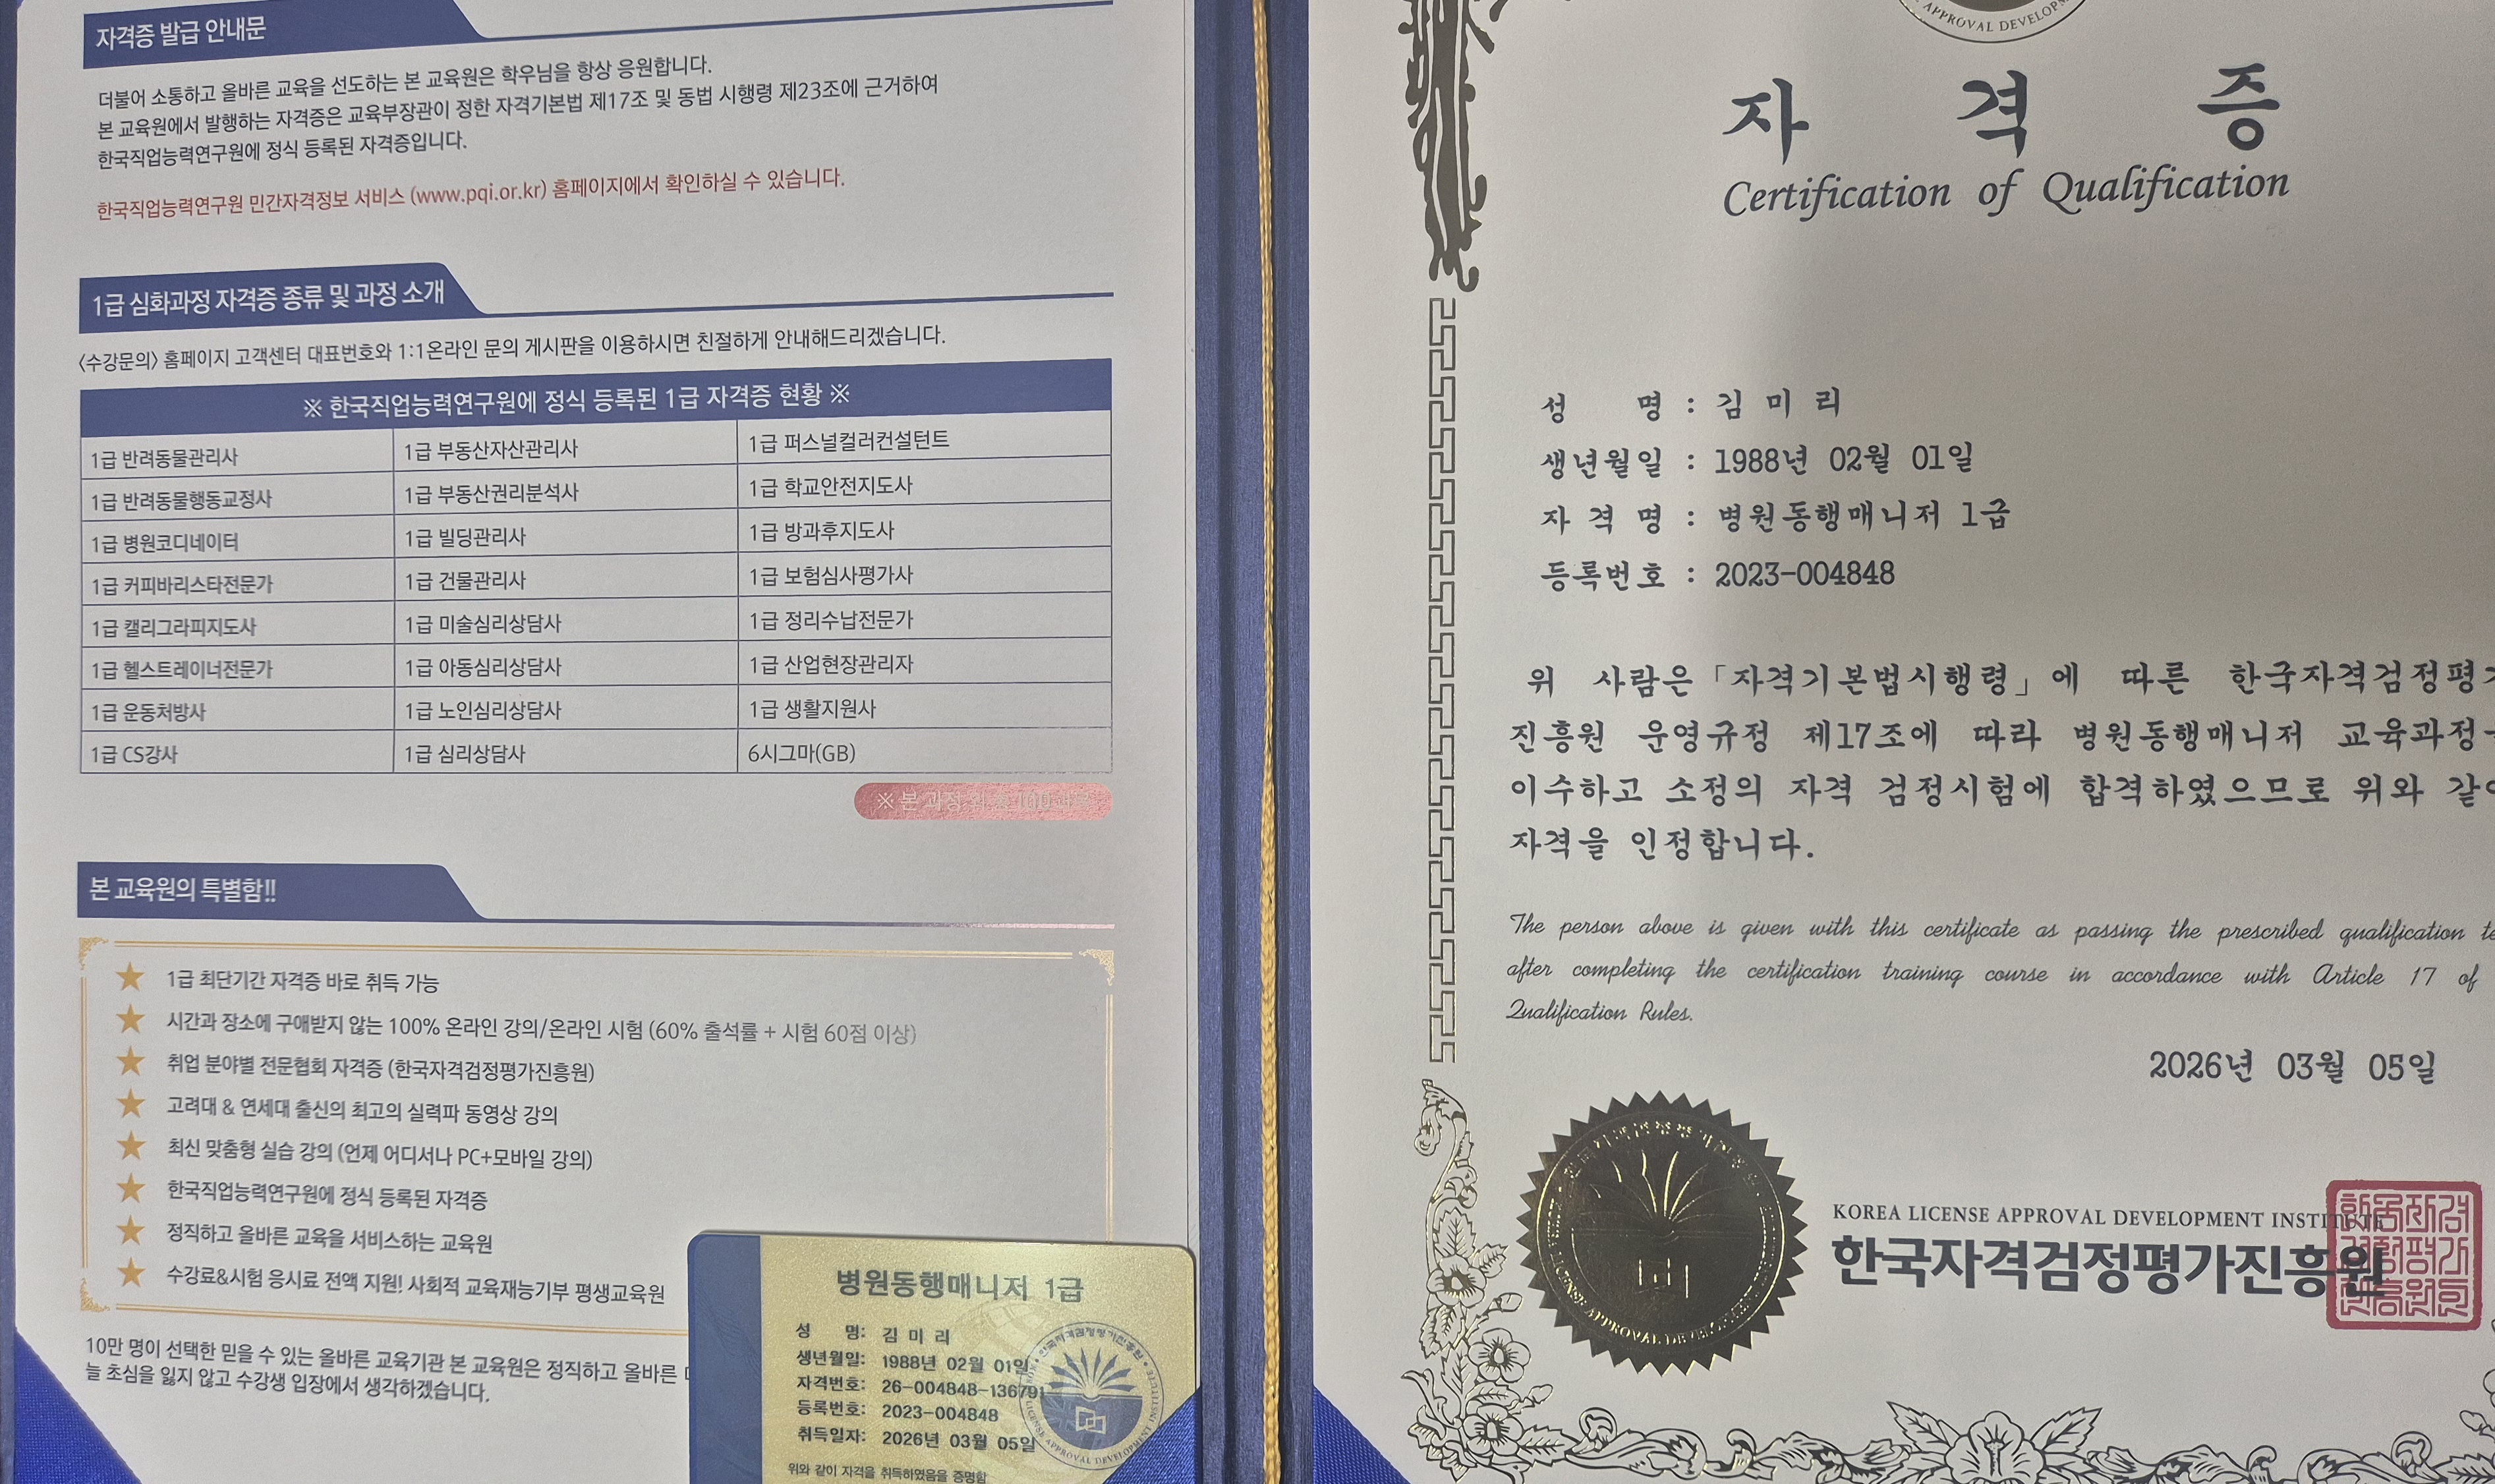 자격증 발급 안내문
더불어 소통하고 올바른 교육을 선도하는 본 교육원은 학우님을 항상 응원합니다.
본 교육원에서 발행하는 자격증은 교육부장관이 정한 자격기본법 제17조 및 동법 시행령 제23조에 근거하여
한국직업능력연구원에 정식 등록된 자격증입니다.
한국직업능력연구원 민간자격정보 서비스 (www.pqi.or.kr) 홈페이지에서 확인하실 수 있습니다.
1급 심화과정 자격증 종류 및 과정 소개
〈수강문의〉 홈페이지 고객센터 대표번호와 1:1온라인 문의 게시판을 이용하시면 친절하게 안내해드리겠습니다.
※ 한국직업능력연구원에 정식 등록된 1급 자격증 현황 ※
1급 반려동물관리사 1급 부동산자산관리사 1급 퍼스널컬러컨설턴트
1급 반려동물행동교정사 1급 부동산권리분석사 1급 학교안전지도사
1급 병원코디네이터 1급 빌딩관리사 1급 방과후지도사
1급 커피바리스타전문가 1급 건물관리사 1급 보험심사평가사
1급 캘리그라피지도사 1급 미술심리상담사 1급 정리수납전문가
1급 헬스트레이너전문가 1급 아동심리상담사 1급 산업현장관리자
1급 운동처방사 1급 노인심리상담사 1급 생활지원사
1급 CS강사 1급 심리상담사 6시그마(GB)
※ 본 과정
본 교육원의 특별함!!
1급 최단기간 자격증 바로 취득 가능
시간과 장소에 구애받지 않는 100% 온라인 강의/온라인 시험 (60% 출석률 + 시험 60점 이상)
취업 분야별 전문협회 자격증 (한국자격검정평가진흥원)
고려대 & 연세대 출신의 최고의 실력파 동영상 강의
최신 맞춤형 실습 강의 (언제 어디서나 PC+모바일 강의)
한국직업능력연구원에 정식 등록된 자격증
정직하고 올바른 교육을 서비스하는 교육원
수강료&시험 응시료 전액 지원! 사회적 교육재능기부 평생교육원
10만 명이 선택한 믿을 수 있는 올바른 교육기관 본 교육원은 정직하고 올바른
늘 초심을 잃지 않고 수강생 입장에서 생각하겠습니다.
병원동행매니저 1급
성 명: 김 미 리
생년월일: 1988년 02월 01일
자격번호: 26-004848-136791
등록번호: 2023-004848
취득일자: 2026년 03월 05일
위와 같이 자격을 취득하였음을 증명함
APPROVAL DEVELOPM
자 격 증
Certification of Qualification
성 명 : 김 미 리
생년월일 : 1988년 02월 01일
자 격 명 : 병원동행매니저 1급
등록번호 : 2023-004848
위 사람은 「자격기본법시행령」에 따른 한국자격검정평가
진흥원 운영규정 제17조에 따라 병원동행매니저 교육과정
이수하고 소정의 자격 검정시험에 합격하였으므로 위와 같이
자격을 인정합니다.
The person above is given with this certificate as passing the prescribed qualification te
after completing the certification training course in accordance with Article 17 of
Qualification Rules.
2026년 03월 05일
KOREA LICENSE APPROVAL DEVELOPMENT INSTITUTE
한국자격검정평가진흥원